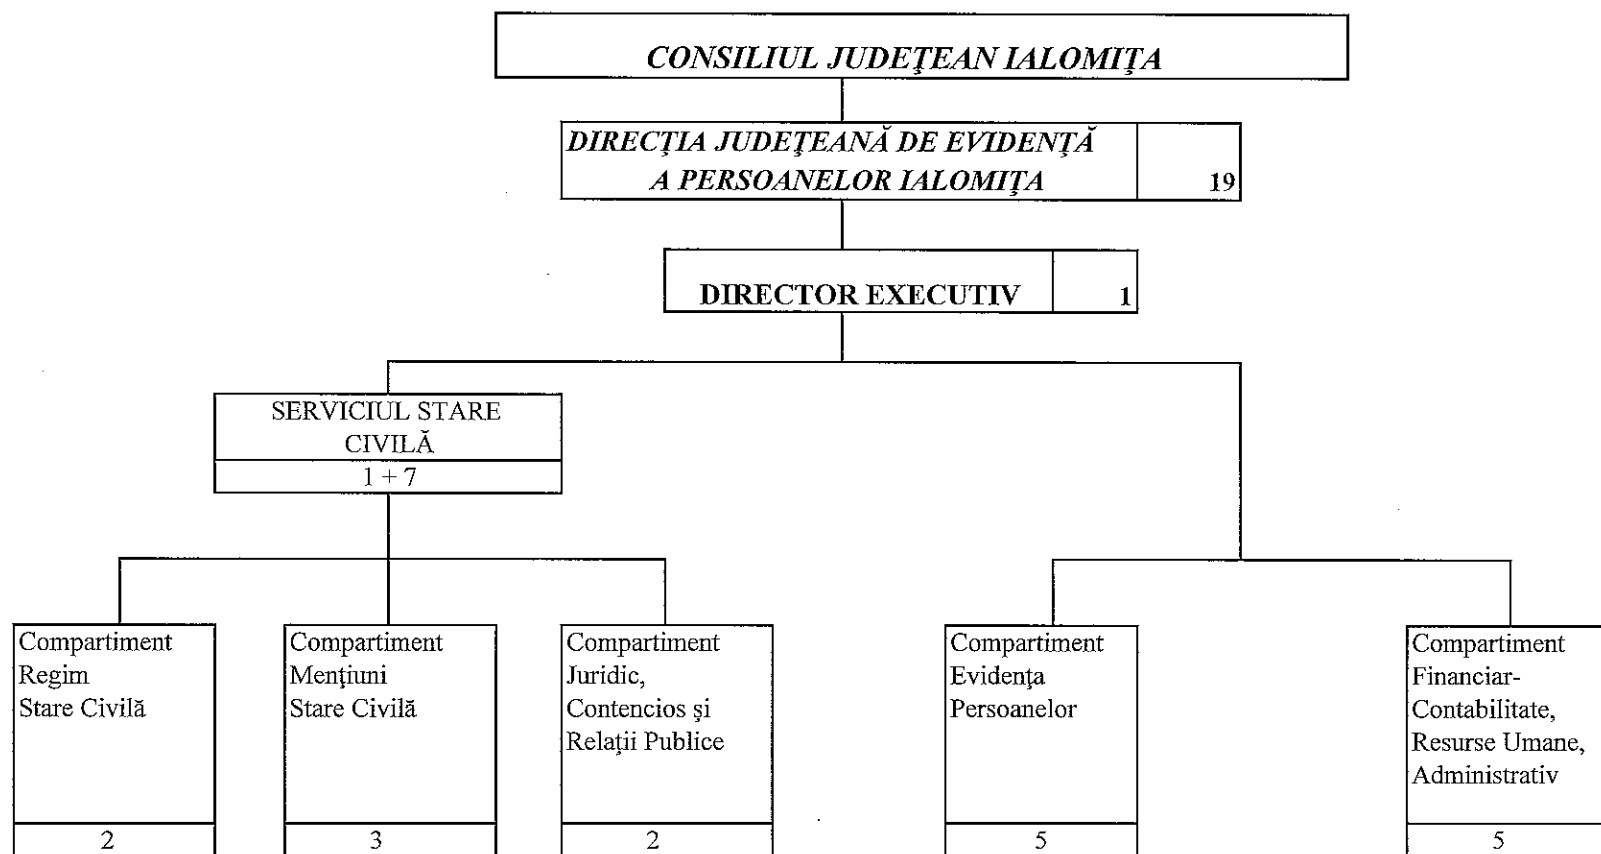 CONSILIUL JUDEŢEAN IALOMIŢA
DIRECŢIA JUDEŢEANĂ DE EVIDENŢĂ
A PERSOANELOR IALOMIŢA
19
DIRECTOR EXECUTIV
1
SERVICIUL STARE
CIVILĂ
1 + 7
Compartiment
Regim
Stare Civilă
2
Compartiment
Menţiuni
Stare Civilă
3
Compartiment
Juridic,
Contencios şi
Relaţii Publice
2
Compartiment
Evidenţa
Persoanelor
5
Compartiment
Financiar-
Contabilitate,
Resurse Umane,
Administrativ
5